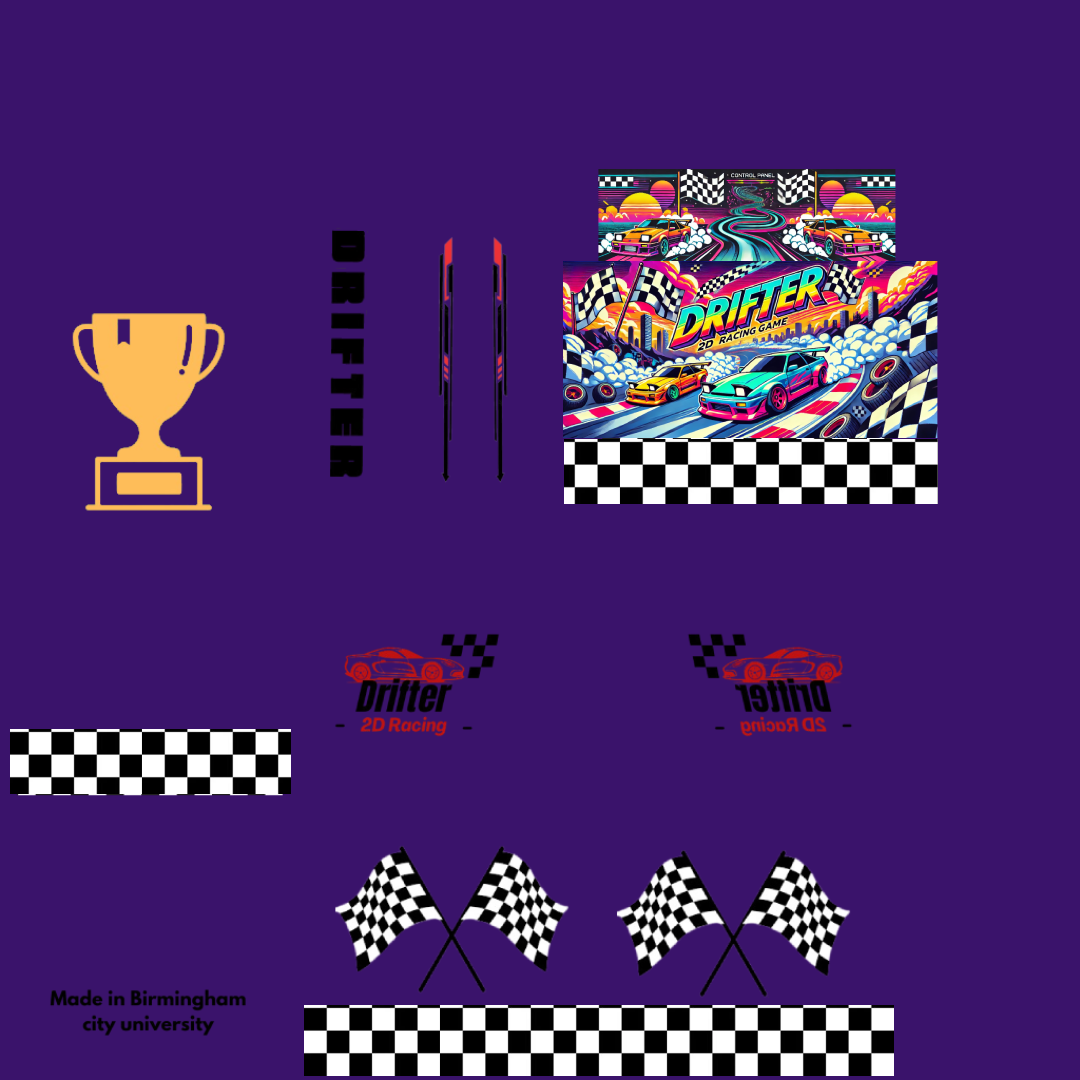 CONTROL PANEL
DRIFTER
DRIFTER
2D RACING GAME
Drifter
2D Racing
Drifter
2D Racing
Made in Birmingham
city university